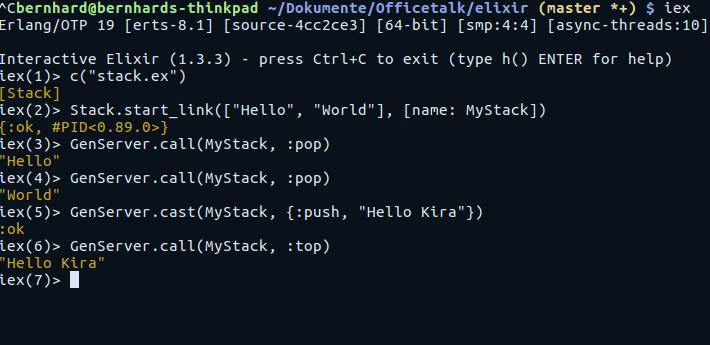 ^Cbernhard@bernhards-thinkpad ~/Dokumente/Officetalk/elixir (master *+) $ iex
Erlang/OTP 19 [erts-8.1] [source-4cc2ce3] [64-bit] [smp:4:4] [async-threads:10]
Interactive Elixir (1.3.3) - press Ctrl+C to exit (type h() ENTER for help)
iex(1)> c("stack.ex")
[Stack]
iex(2)> Stack.start_link(["Hello", "World"], [name: MyStack])
{:ok, #PID<0.89.0>}
iex(3)> GenServer.call(MyStack, :pop)
"Hello"
iex(4)> GenServer.call(MyStack, :pop)
"World"
iex(5)> GenServer.cast(MyStack, {:push, "Hello Kira"})
:ok
iex(6)> GenServer.call(MyStack, :top)
"Hello Kira"
iex(7)>